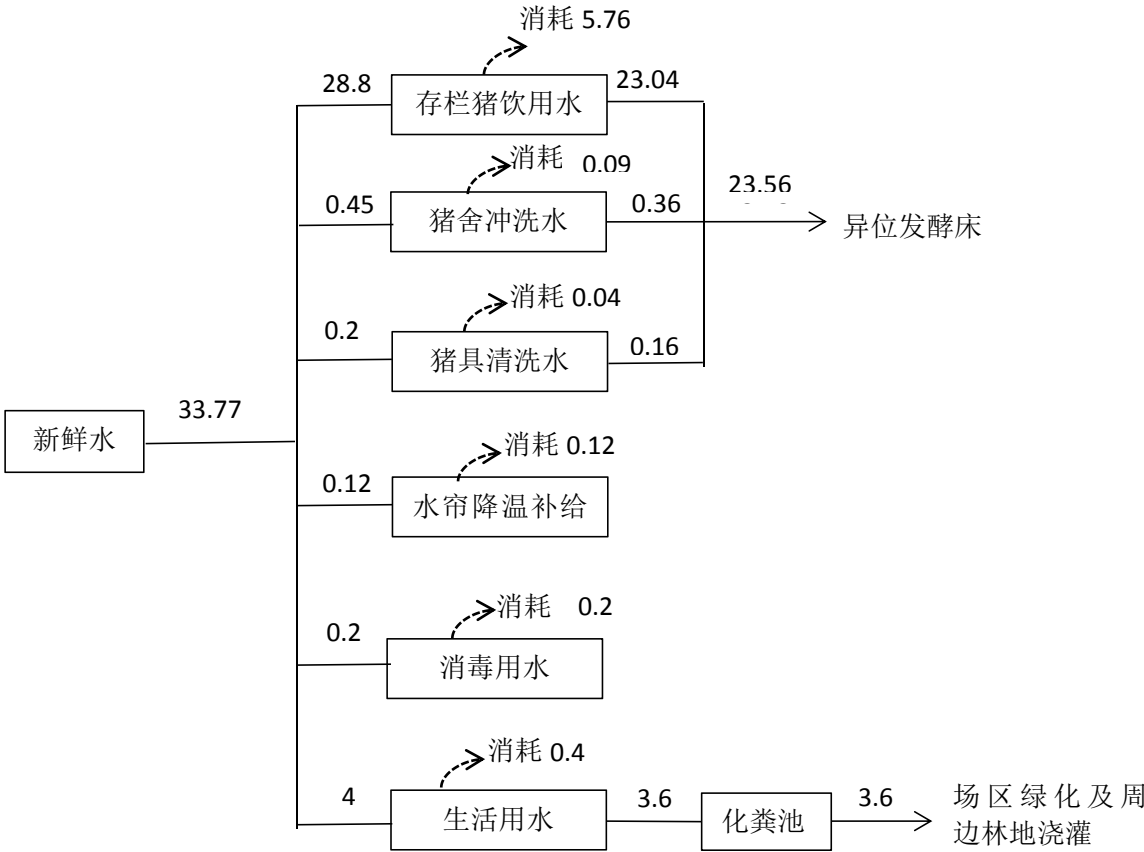 消耗 5.76
28.8
存栏猪饮用水
23.04
消耗 0.09
0.45
猪舍冲洗水
0.36
23.56
异位发酵床
消耗 0.04
0.2
猪具清洗水
0.16
新鲜水
33.77
消耗 0.12
0.12
水帘降温补给
消耗 0.2
0.2
消毒用水
消耗 0.4
4
生活用水
3.6
化粪池
3.6
场区绿化及周
边林地浇灌